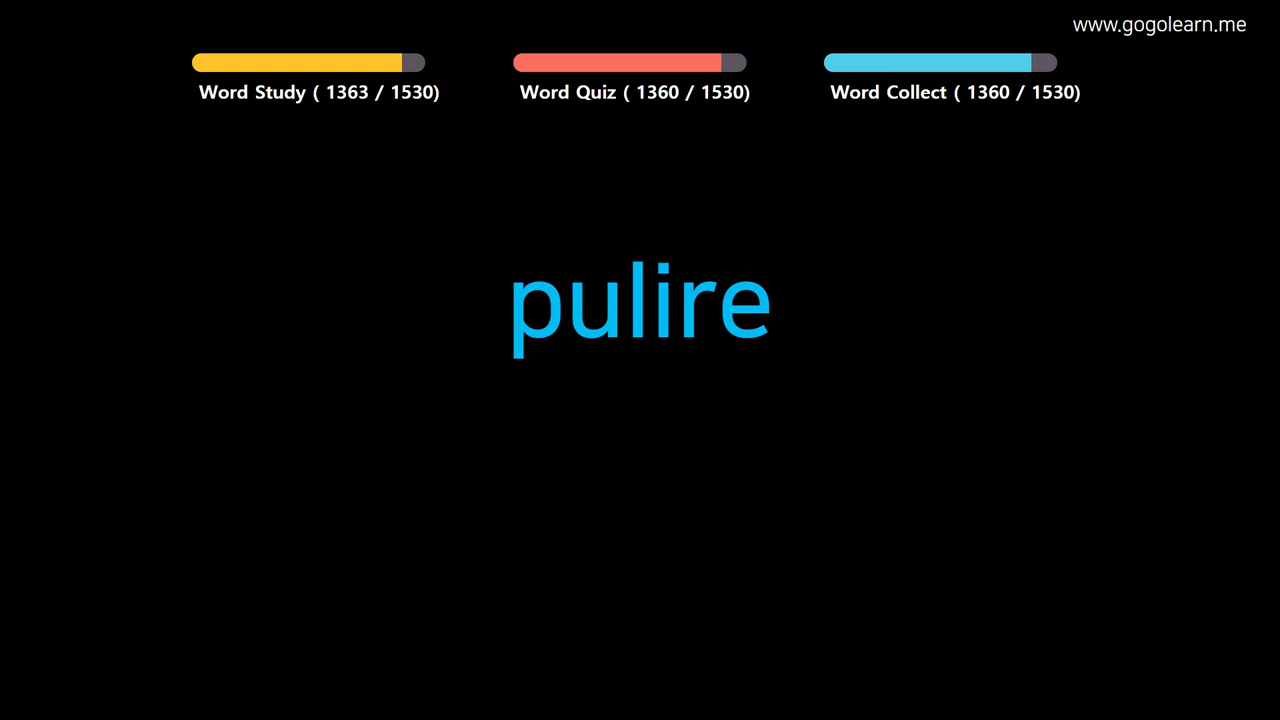 www.gogolearn.me
Word Study ( 1363 / 1530)
Word Quiz ( 1360 / 1530)
Word Collect ( 1360 / 1530)
pulire